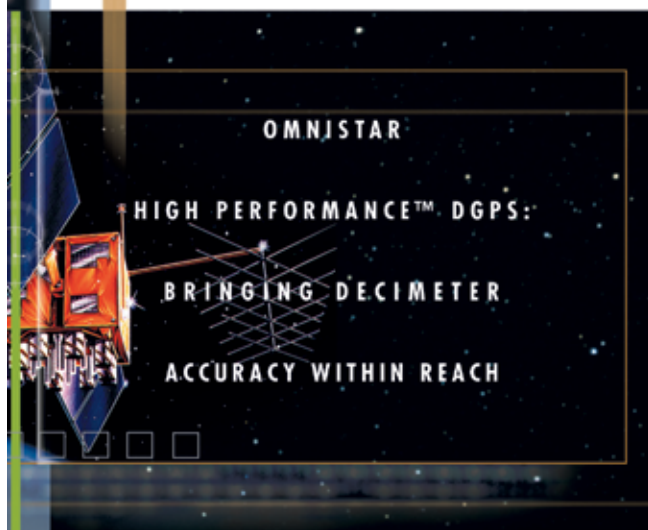 OMNISTAR
HIGH PERFORMANCE™ DGPS:
BRINGING DECIMETER
ACCURACY WITHIN REACH